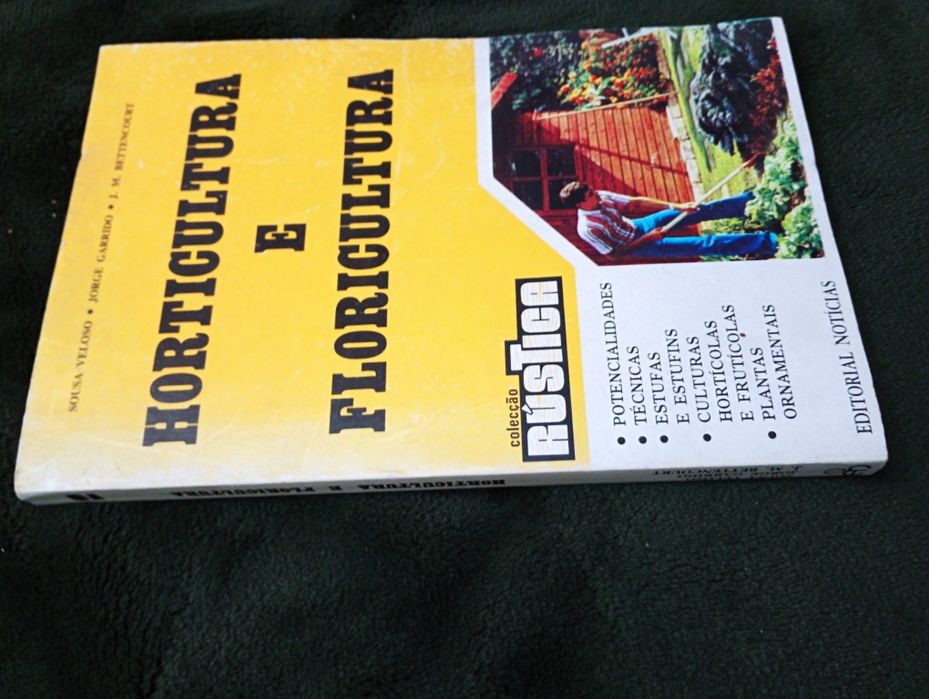 SOUSA VELOSO • JORGE GARRIDO • J. M. BETTENCOURT
HORTICULTURA
E
FLORICULTURA
colecção
RÚSTICA
• POTENCIALIDADES
• TÉCNICAS
• ESTUFAS
E ESTUFINS
• CULTURAS
HORTÍCOLAS
E FRUTÍCOLAS
• PLANTAS
ORNAMENTAIS
EDITORIAL NOTÍCIAS
HORTICULTURA E FLORICULTURA
J. M. BETTENCOURT